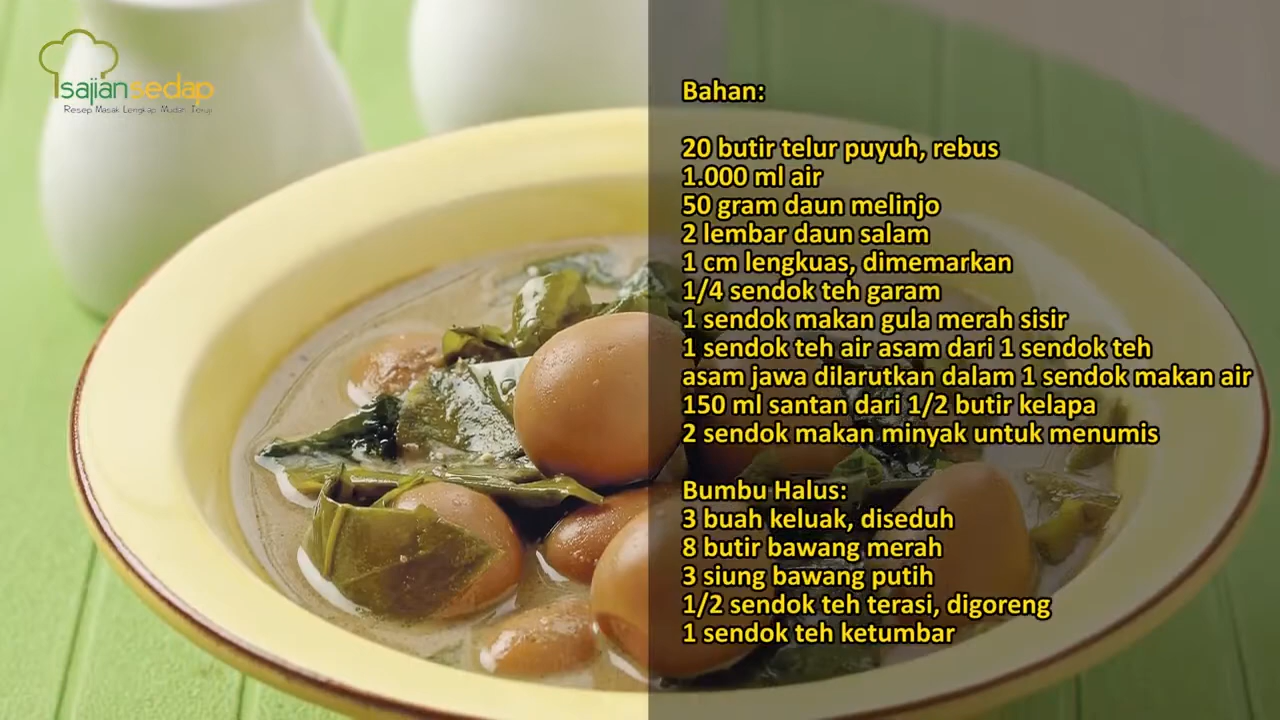 sajiansedap
Resep Masak Lengkap Mudah Teruji
Bahan:
20 butir telur puyuh, rebus
1.000 ml air
50 gram daun melinjo
2 lembar daun salam
1 cm lengkuas, dimemarkan
1/4 sendok teh garam
1 sendok makan gula merah sisir
1 sendok teh air asam dari 1 sendok teh
asam jawa dilarutkan dalam 1 sendok makan air
150 ml santan dari 1/2 butir kelapa
2 sendok makan minyak untuk menumis
Bumbu Halus:
3 buah keluak, diseduh
8 butir bawang merah
3 siung bawang putih
1/2 sendok teh terasi, digoreng
1 sendok teh ketumbar